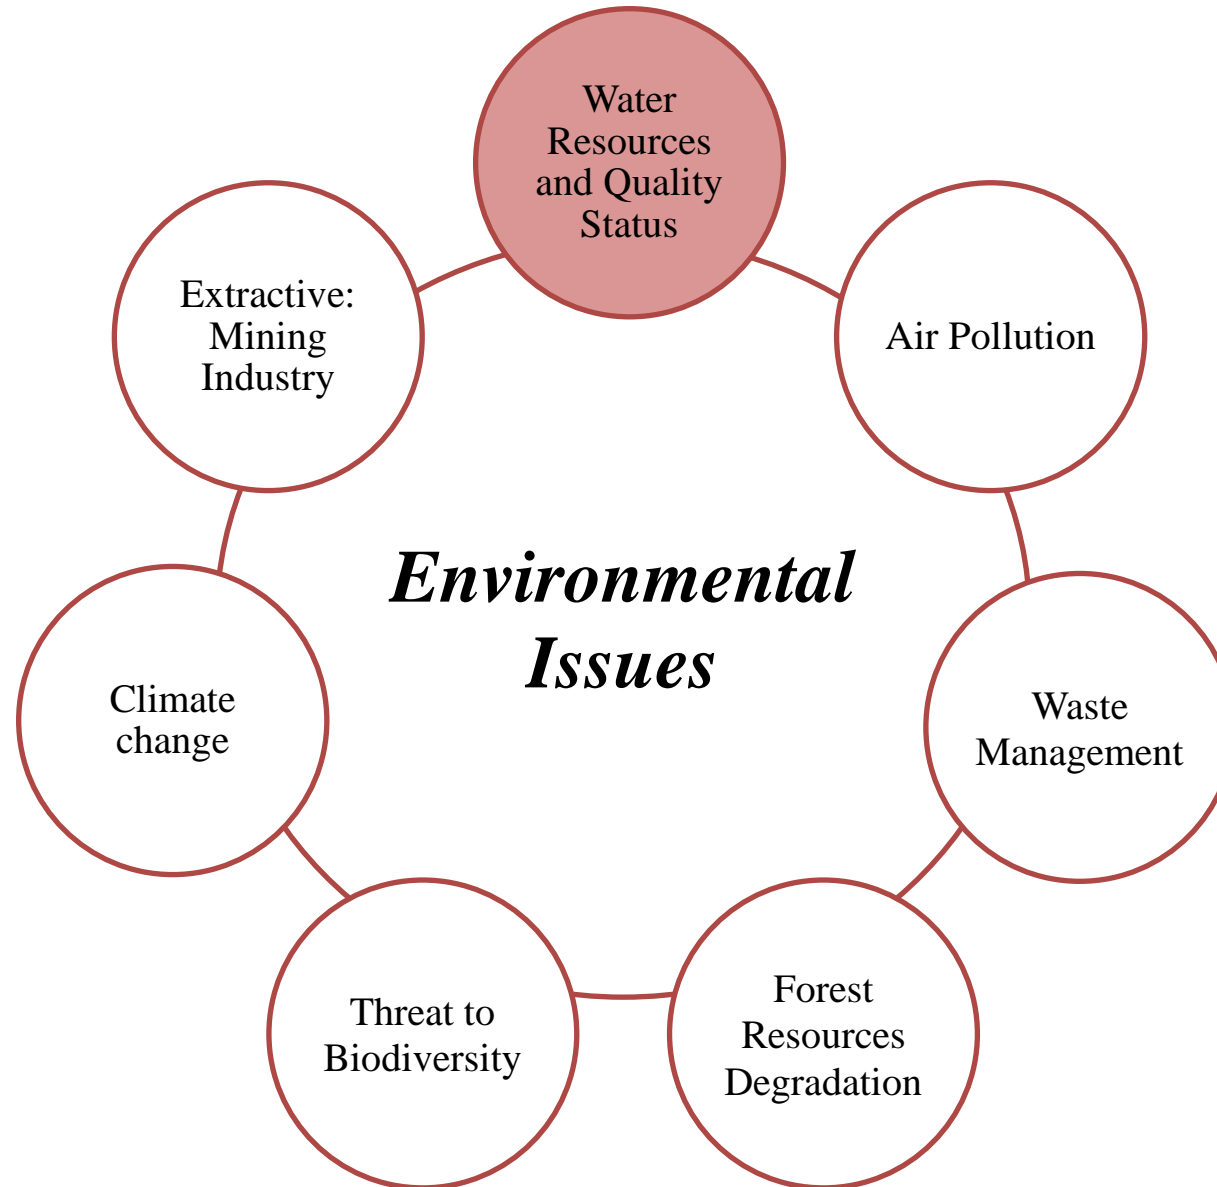 Water
Resources
and Quality
Status
Extractive:
Mining
Industry
Air Pollution
Environmental
Issues
Climate
change
Waste
Management
Threat to
Biodiversity
Forest
Resources
Degradation